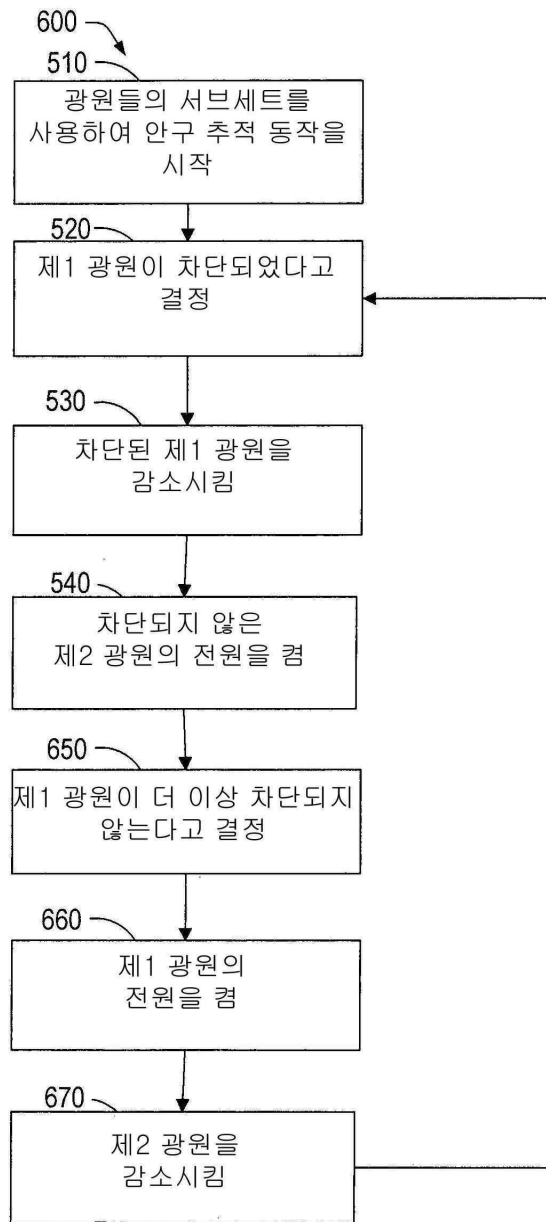 600
510
광원들의 서브세트를
사용하여 안구 추적 동작을
시작
520
제1 광원이 차단되었다고
결정
530
차단된 제1 광원을
감소시킴
540
차단되지 않은
제2 광원의 전원을 켬
650
제1 광원이 더 이상 차단되지
않는다고 결정
660
제1 광원의
전원을 켬
670
제2 광원을
감소시킴